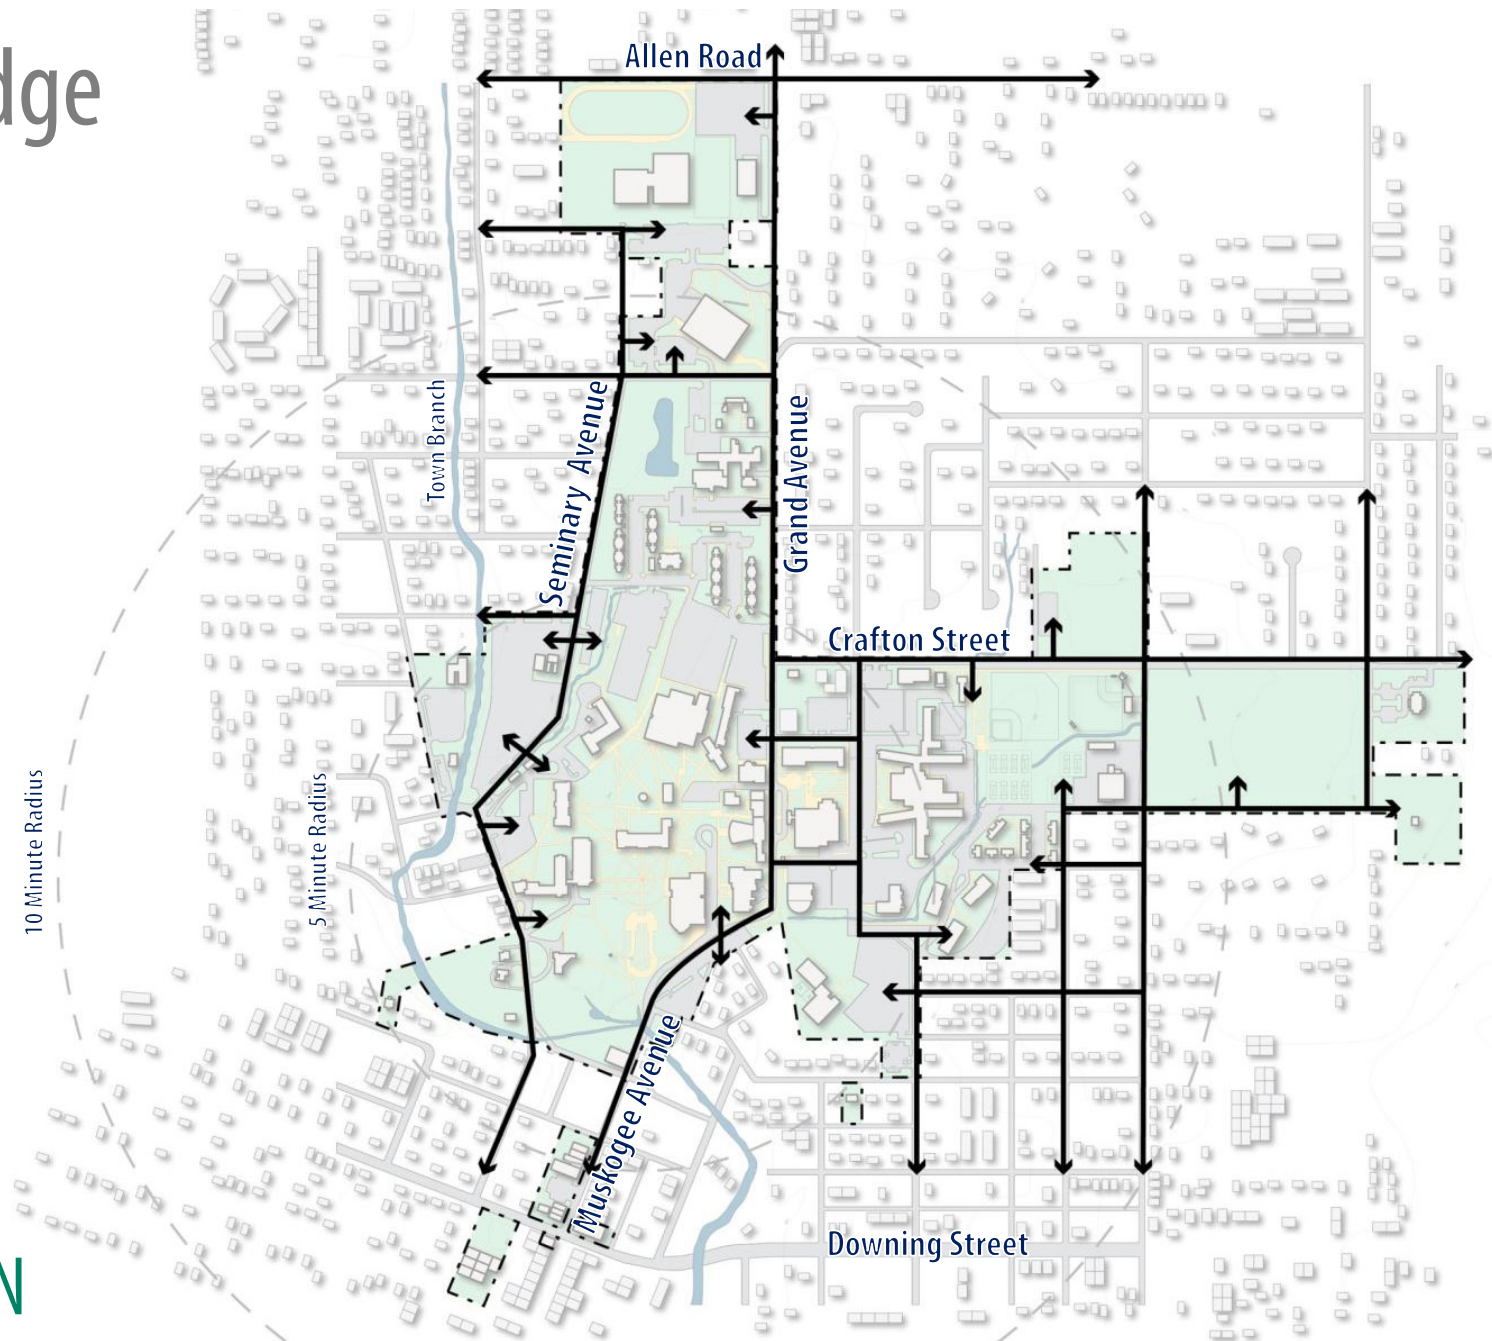 dge
Allen Road
Town Branch
Seminary Avenue
Grand Avenue
Crafton Street
10 Minute Radius
5 Minute Radius
Muskogee Avenue
Downing Street
N